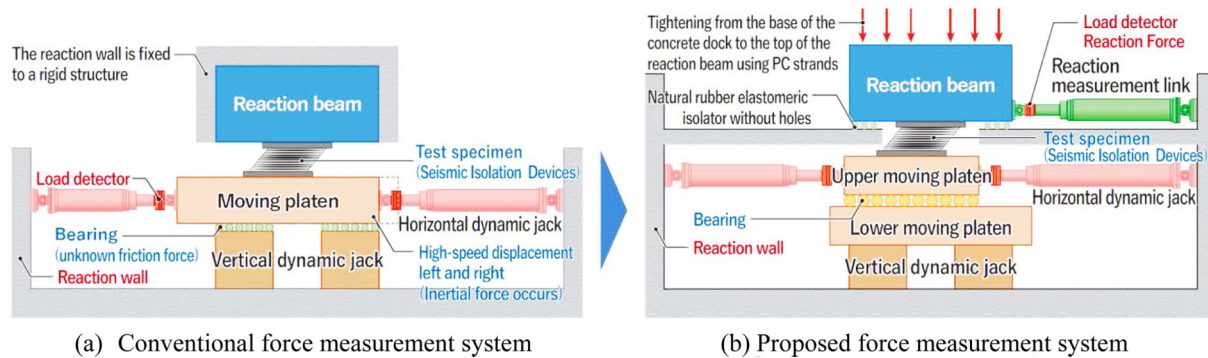 The reaction wall is fixed
to a rigid structure
Reaction beam
Test specimen
(Seismic Isolation Devices)
Load detector
Moving platen
Horizontal dynamic jack
Bearing
(unknown friction force)
Vertical dynamic jack
High-speed displacement
left and right
(Inertial force occurs)
Reaction wall
(a) Conventional force measurement system
Tightening from the base of the
concrete dock to the top of the
reaction beam using PC strands
Load detector
Reaction Force
Reaction beam
Reaction
measurement link
Natural rubber elastomeric
isolator without holes
Test specimen
(Seismic Isolation Devices)
Upper moving platen
Horizontal dynamic jack
Bearing
Lower moving platen
Reaction wall
Vertical dynamic jack
(b) Proposed force measurement system